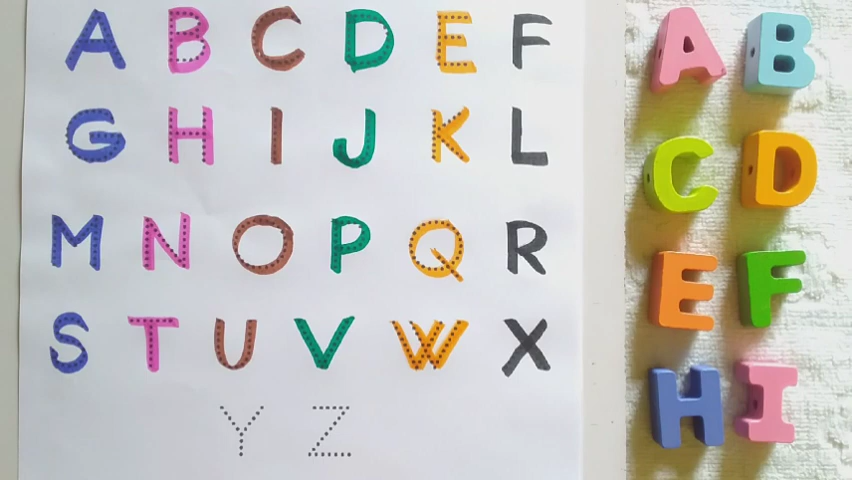 A B C D E F
G H I J K L
M N O P Q R
S T U V W X
Y Z
A B
C D
E F
H I